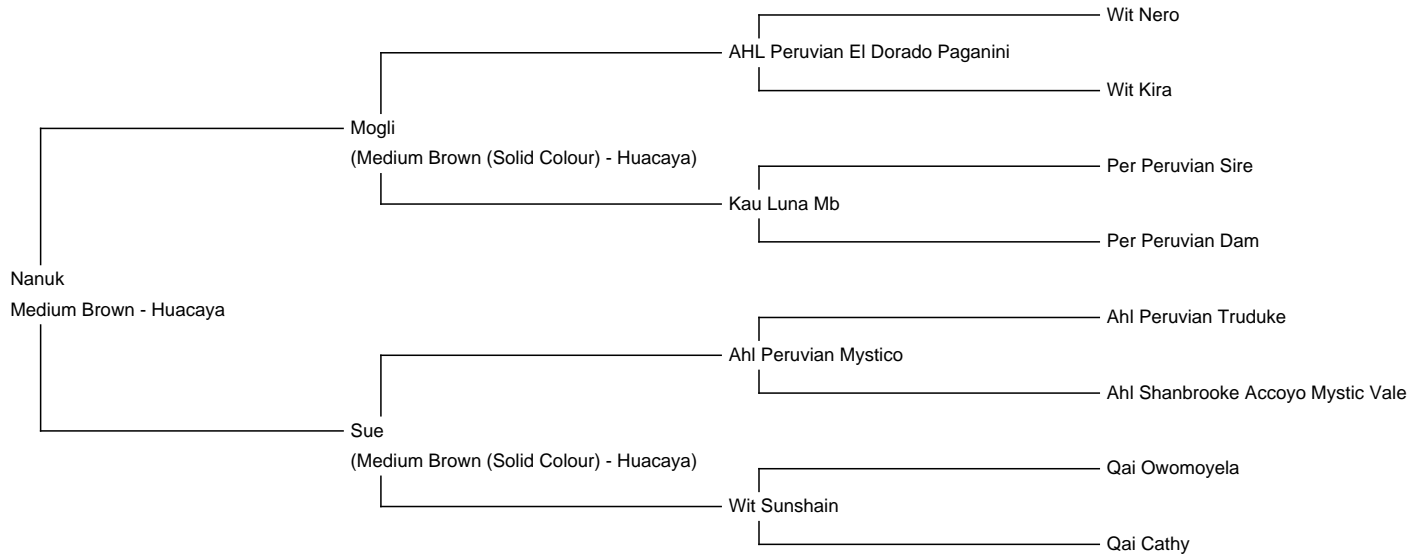 Wit Nero
AHL Peruvian El Dorado Paganini
Wit Kira
Mogli
(Medium Brown (Solid Colour) - Huacaya)
Per Peruvian Sire
Kau Luna Mb
Per Peruvian Dam
Nanuk
Medium Brown - Huacaya
Ahl Peruvian Truduke
Ahl Peruvian Mystico
Ahl Shanbrooke Accoyo Mystic Vale
Sue
(Medium Brown (Solid Colour) - Huacaya)
Qai Owomoyela
Wit Sunshain
Qai Cathy